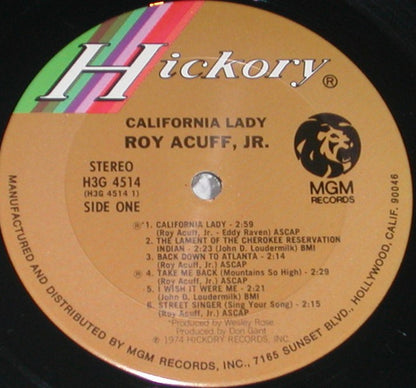 Hickory ®
CALIFORNIA LADY
ROY ACUFF, JR.
STEREO
H3G 4514
(H3G 4514 1)
SIDE ONE
MGM
RECORDS
1. CALIFORNIA LADY - 2:59
(Roy Acuff, Jr. - Eddy Raven) ASCAP
2. THE LAMENT OF THE CHEROKEE RESERVATION
INDIAN - 2:23 (John D. Loudermilk) BMI
3. BACK DOWN TO ATLANTA - 2:14
(Roy Acuff, Jr.) ASCAP
4. TAKE ME BACK (Mountains So High) - 2:29
(Roy Acuff, Jr.) ASCAP
5. I WISH IT WERE ME - 2:21
(John D. Loudermilk) BMI
6. STREET SINGER (Sing Your Song) - 2:15
(Roy Acuff, Jr.) ASCAP
"Produced by Wesley Rose
Produced by Don Gant
℗ 1974 HICKORY RECORDS, INC.
MANUFACTURED AND DISTRIBUTED BY MGM RECORDS, INC., 7165 SUNSET BLVD., HOLLYWOOD, CALIF. 90046